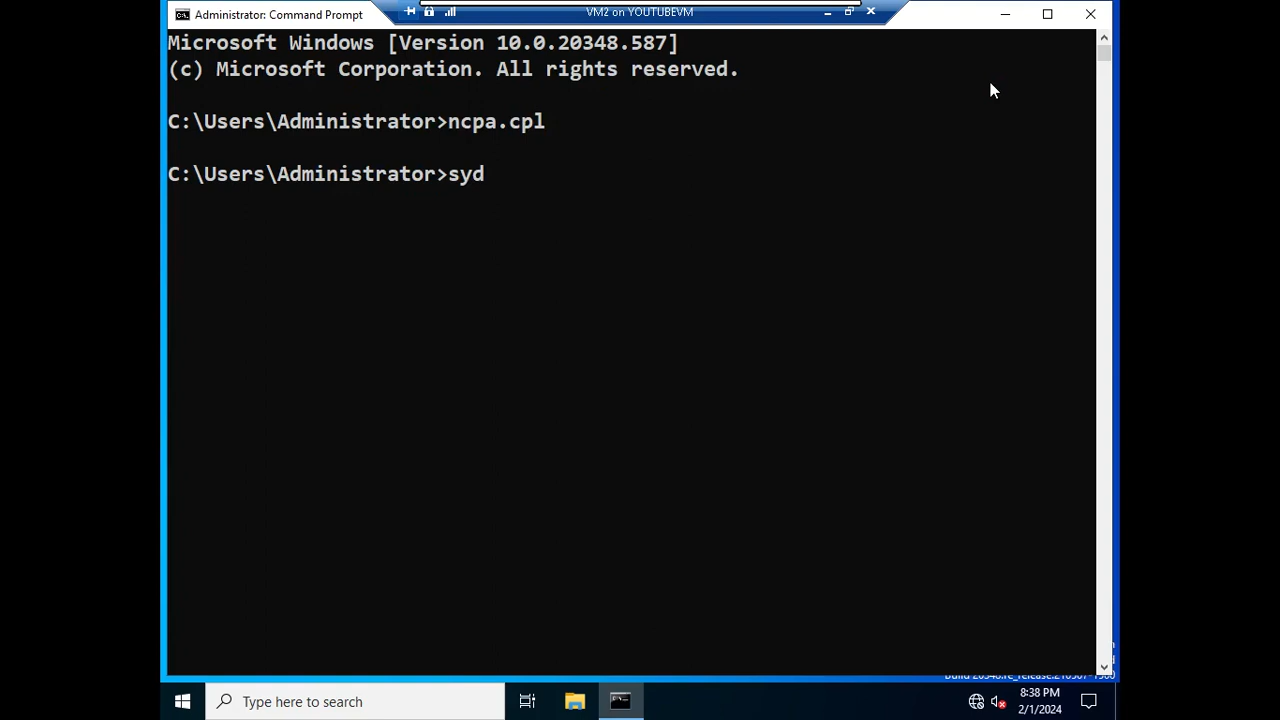 Administrator: Command Prompt
VM2 on YOUTUBEVM
Microsoft Windows [Version 10.0.20348.587]
(c) Microsoft Corporation. All rights reserved.
C:\Users\Administrator>ncpa.cpl
C:\Users\Administrator>syd
Type here to search
8:38 PM
2/1/2024